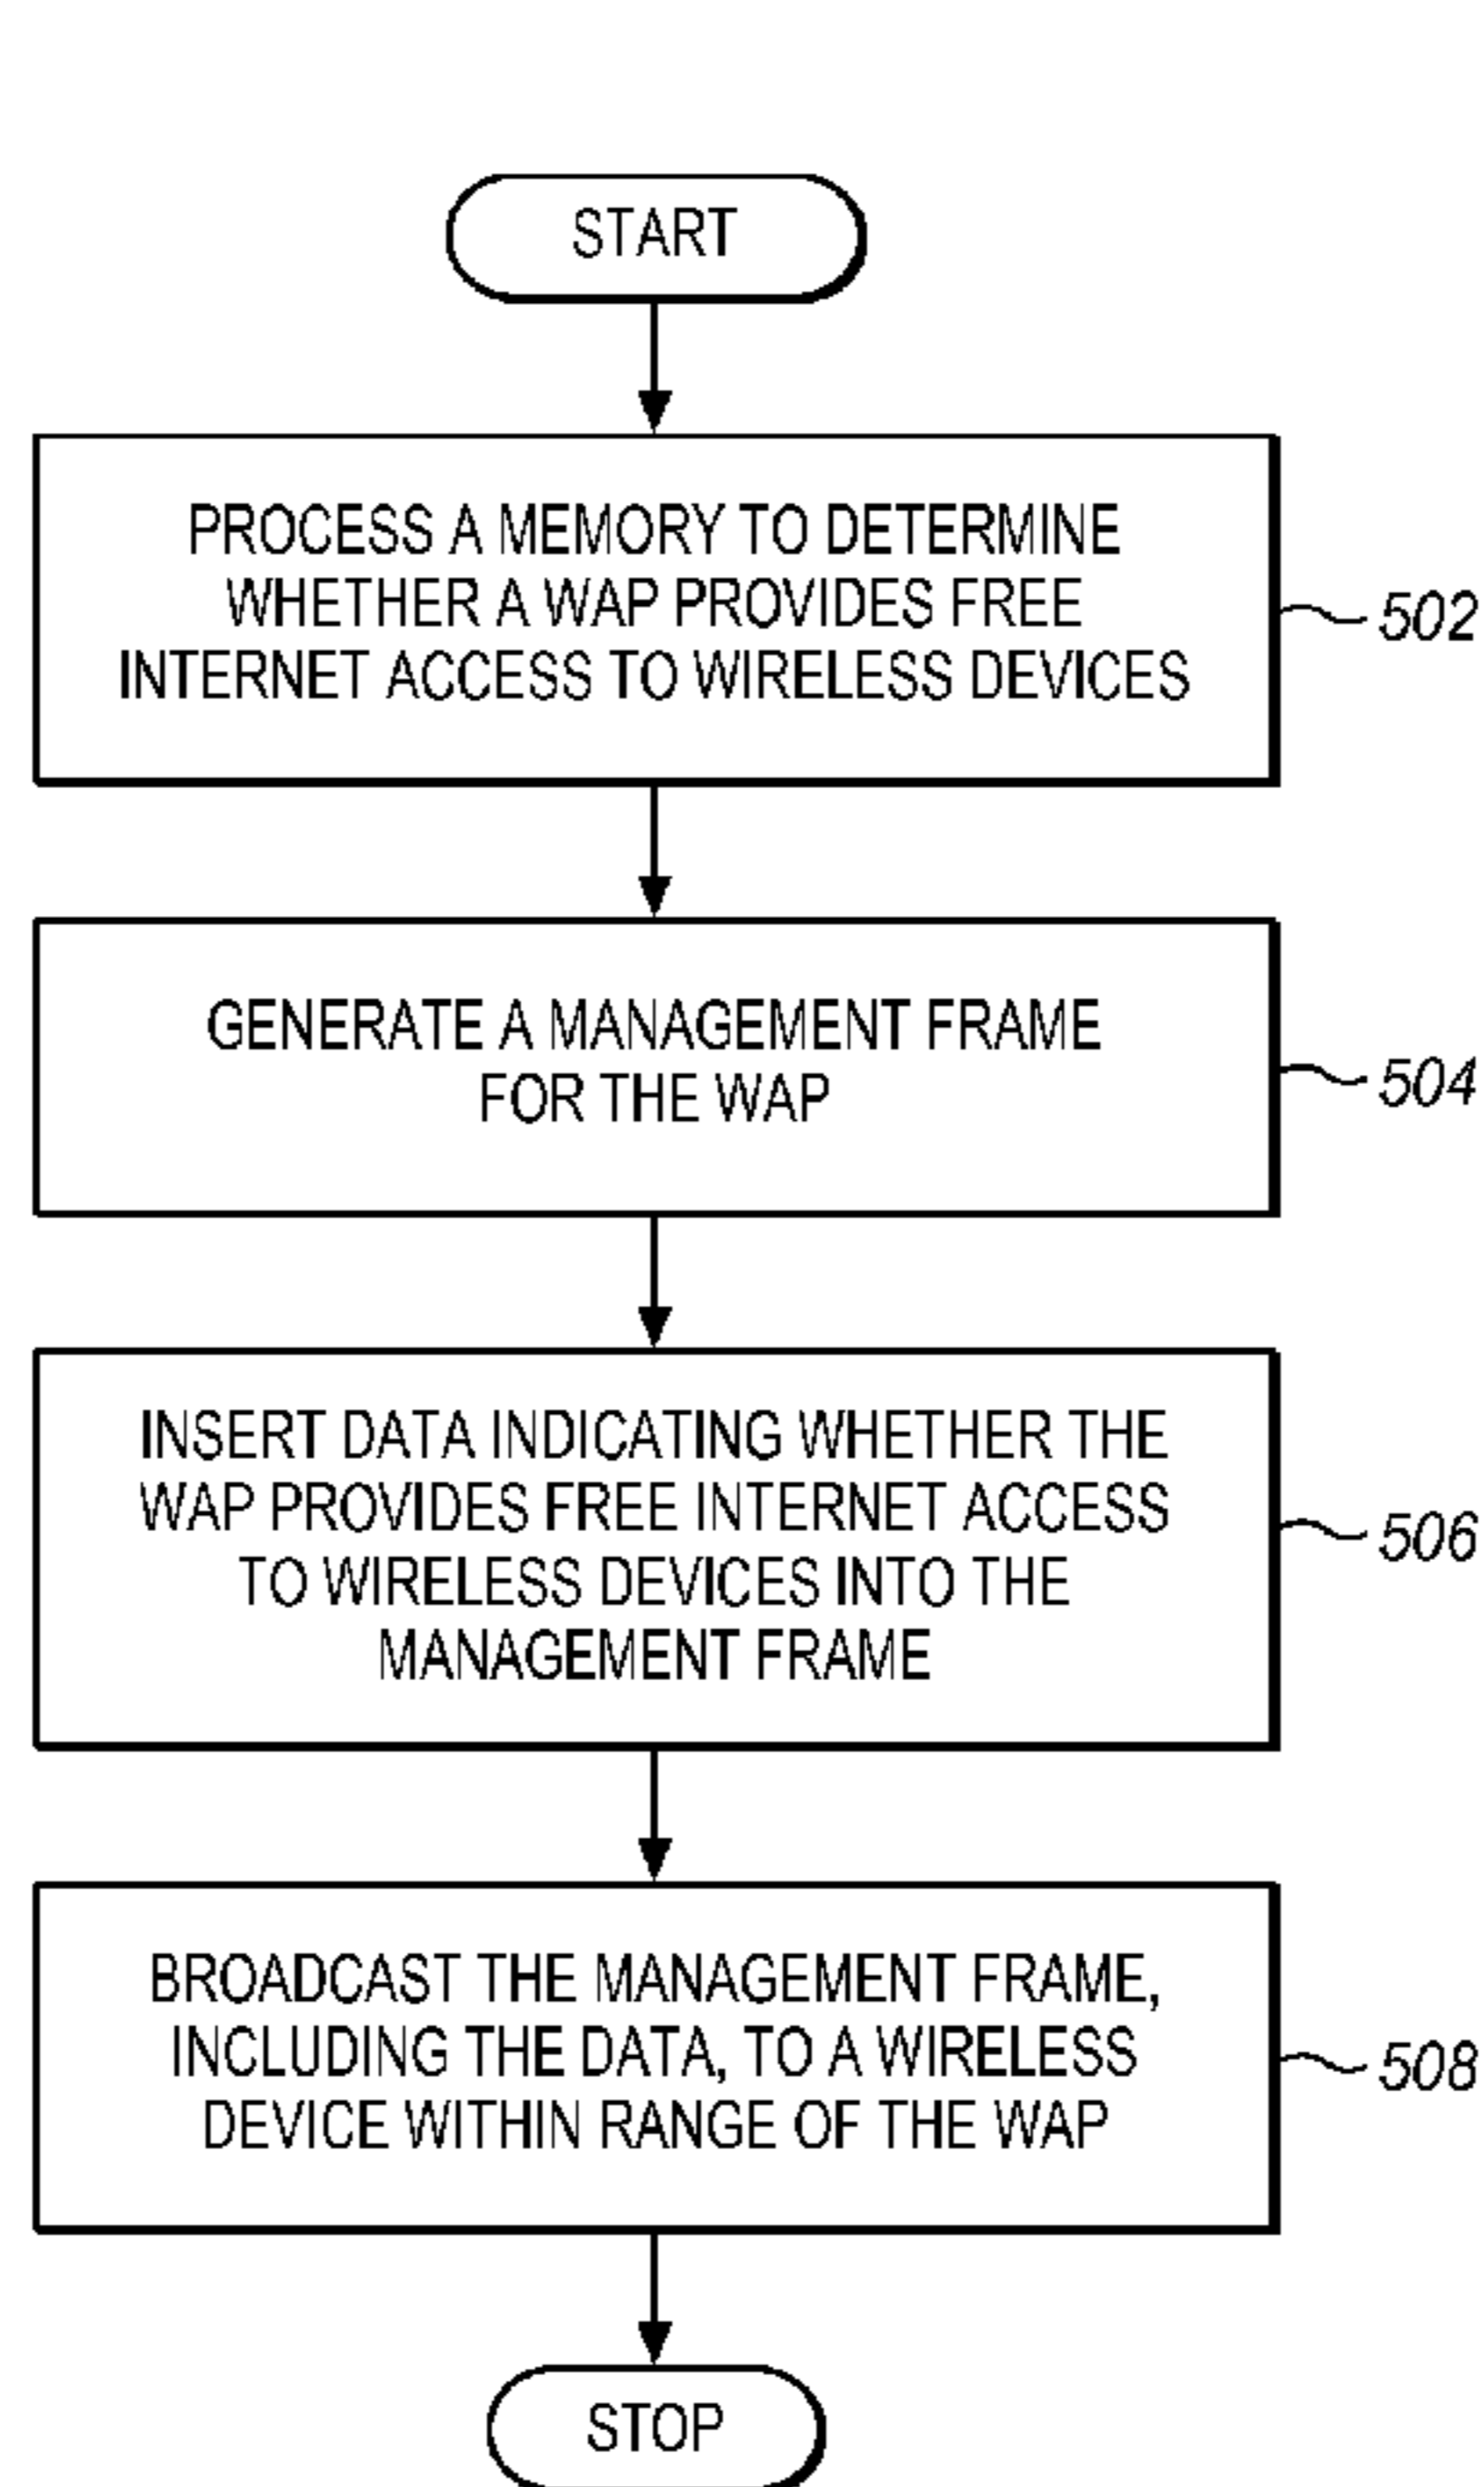 START
PROCESS A MEMORY TO DETERMINE
WHETHER A WAP PROVIDES FREE
INTERNET ACCESS TO WIRELESS DEVICES
502
GENERATE A MANAGEMENT FRAME
FOR THE WAP
504
INSERT DATA INDICATING WHETHER THE
WAP PROVIDES FREE INTERNET ACCESS
TO WIRELESS DEVICES INTO THE
MANAGEMENT FRAME
506
BROADCAST THE MANAGEMENT FRAME,
INCLUDING THE DATA, TO A WIRELESS
DEVICE WITHIN RANGE OF THE WAP
508
STOP